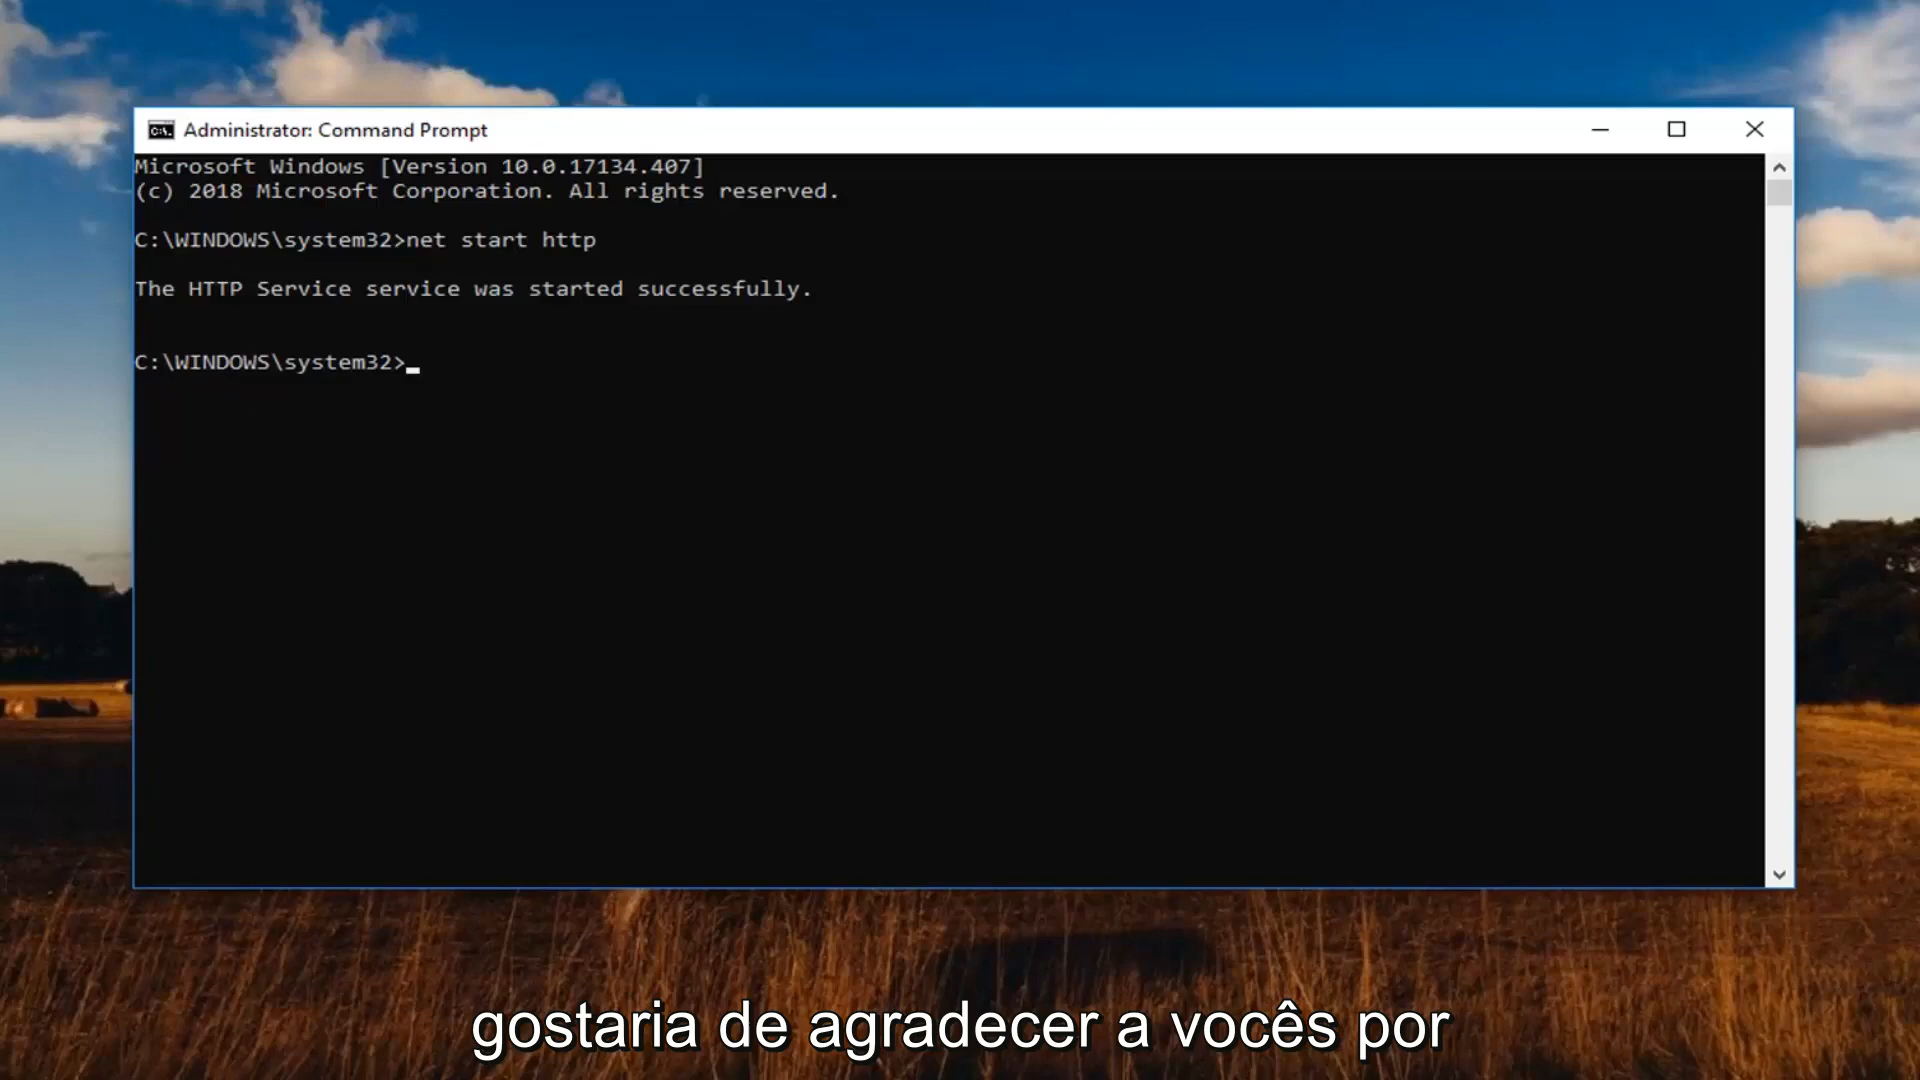 Administrator: Command Prompt
Microsoft Windows [Version 10.0.17134.407]
(c) 2018 Microsoft Corporation. All rights reserved.
C:\WINDOWS\system32>net start http
The HTTP Service service was started successfully.
C:\WINDOWS\system32>
gostaria de agradecer a vocês por